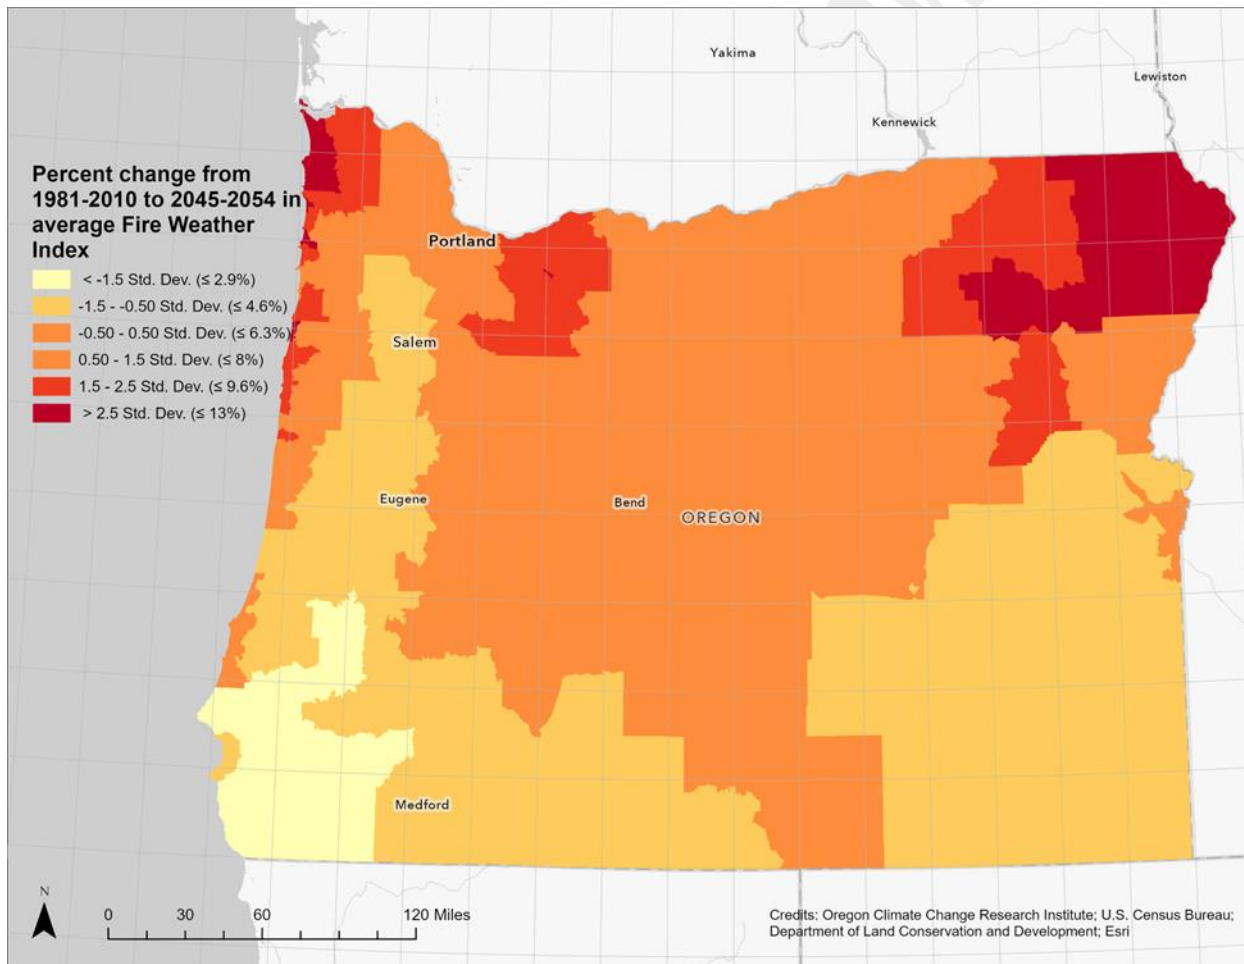 Yakima
Lewiston
Kennewick
Percent change from
1981-2010 to 2045-2054 in
average Fire Weather
Index
< -1.5 Std. Dev. (≤ 2.9%)
-1.5 - -0.50 Std. Dev. (≤ 4.6%)
-0.50 - 0.50 Std. Dev. (≤ 6.3%)
0.50 - 1.5 Std. Dev. (≤ 8%)
1.5 - 2.5 Std. Dev. (≤ 9.6%)
> 2.5 Std. Dev. (≤ 13%)
Portland
Salem
Eugene
Bend
OREGON
Medford
N
0 30 60 120 Miles
Credits: Oregon Climate Change Research Institute; U.S. Census Bureau;
Department of Land Conservation and Development; Esri